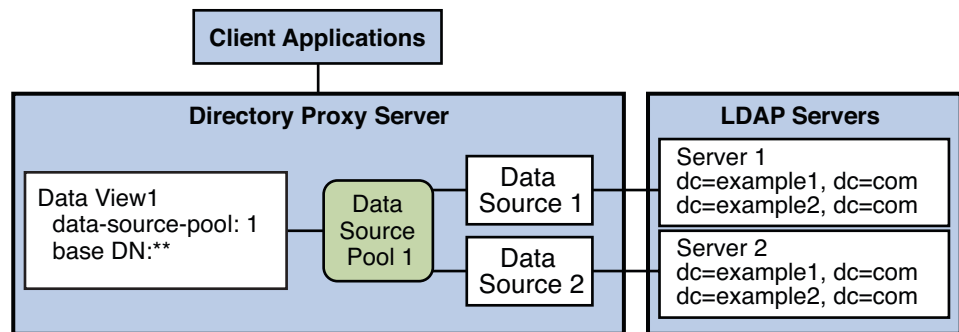 Client Applications
Directory Proxy Server
LDAP Servers
Data View1
data-source-pool: 1
base DN:**
Data
Source
Pool 1
Data
Source 1
Data
Source 2
Server 1
dc=example1, dc=com
dc=example2, dc=com
Server 2
dc=example1, dc=com
dc=example2, dc=com